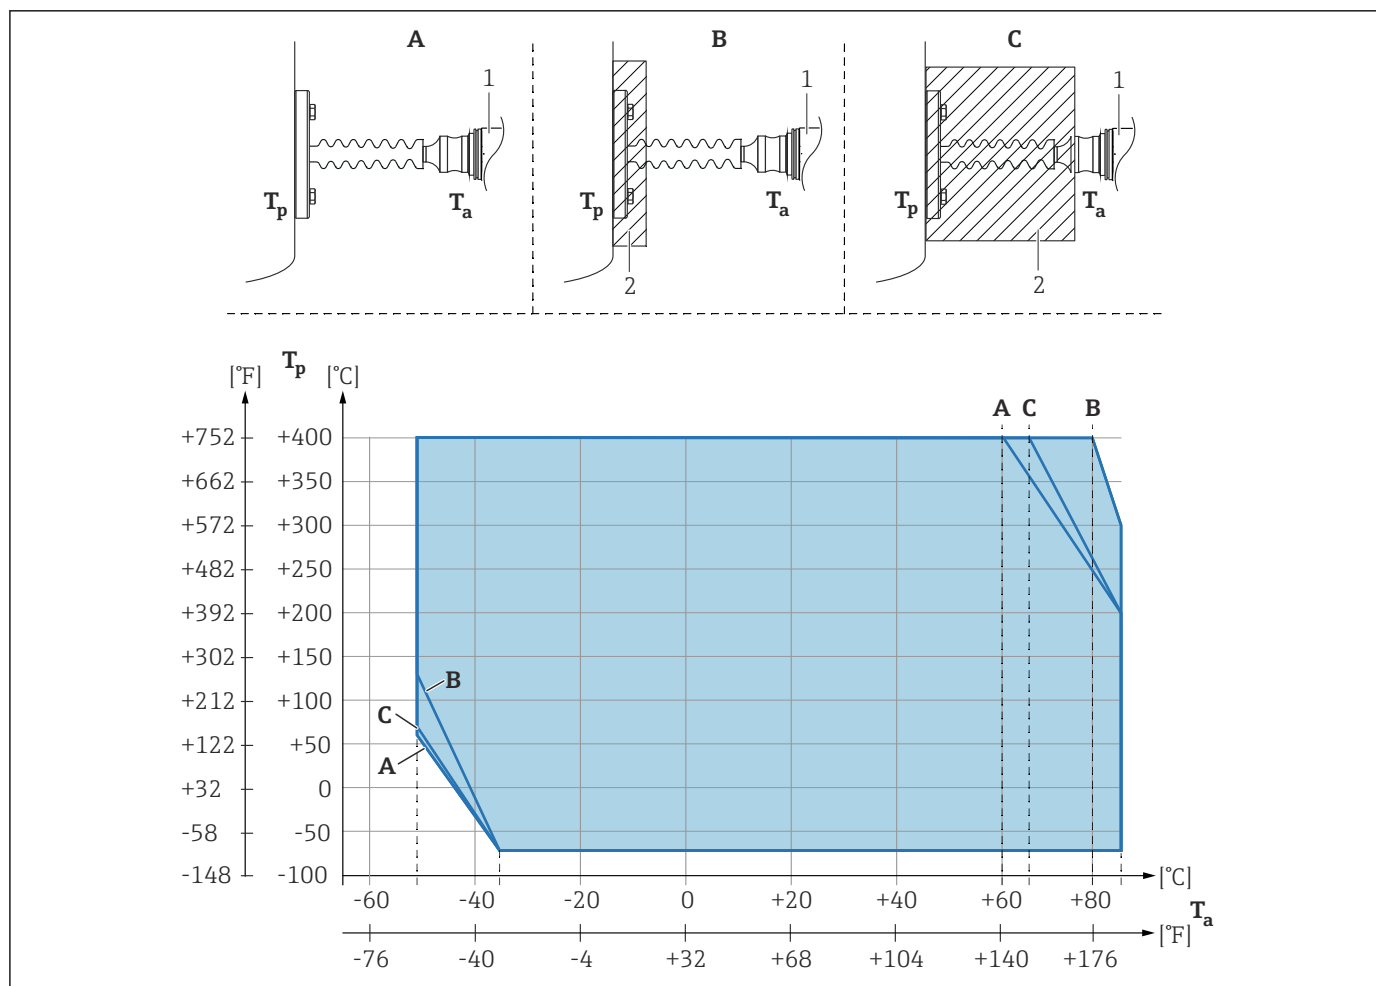 A B C
1 1 1
Tp Ta Tp Ta Tp Ta
2 2
Tp
[°F] [°C]
A C B
+752 +400
+662 +350
+572 +300
+482 +250
+392 +200
+302 +150
B
+212 +100
C
+122 +50
A
+32 0
-58 -50
-148 -100
[°C]
-60 -40 -20 0 +20 +40 +60 +80
Ta
[°F]
-76 -40 -4 +32 +68 +104 +140 +176